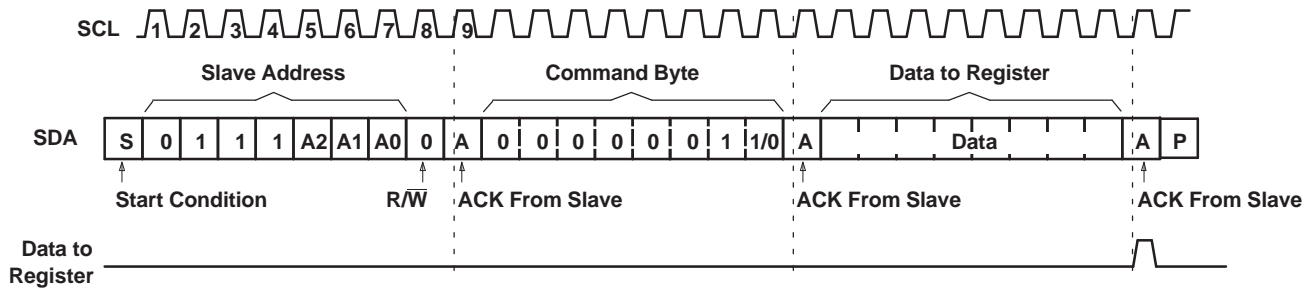 SCL 1 2 3 4 5 6 7 8 9
Slave Address Command Byte Data to Register
SDA S 0 1 1 1 A2 A1 A0 0 A 0 0 0 0 0 0 1 1/0 A Data A P
Start Condition R/W̅ ACK From Slave ACK From Slave ACK From Slave
Data to
Register